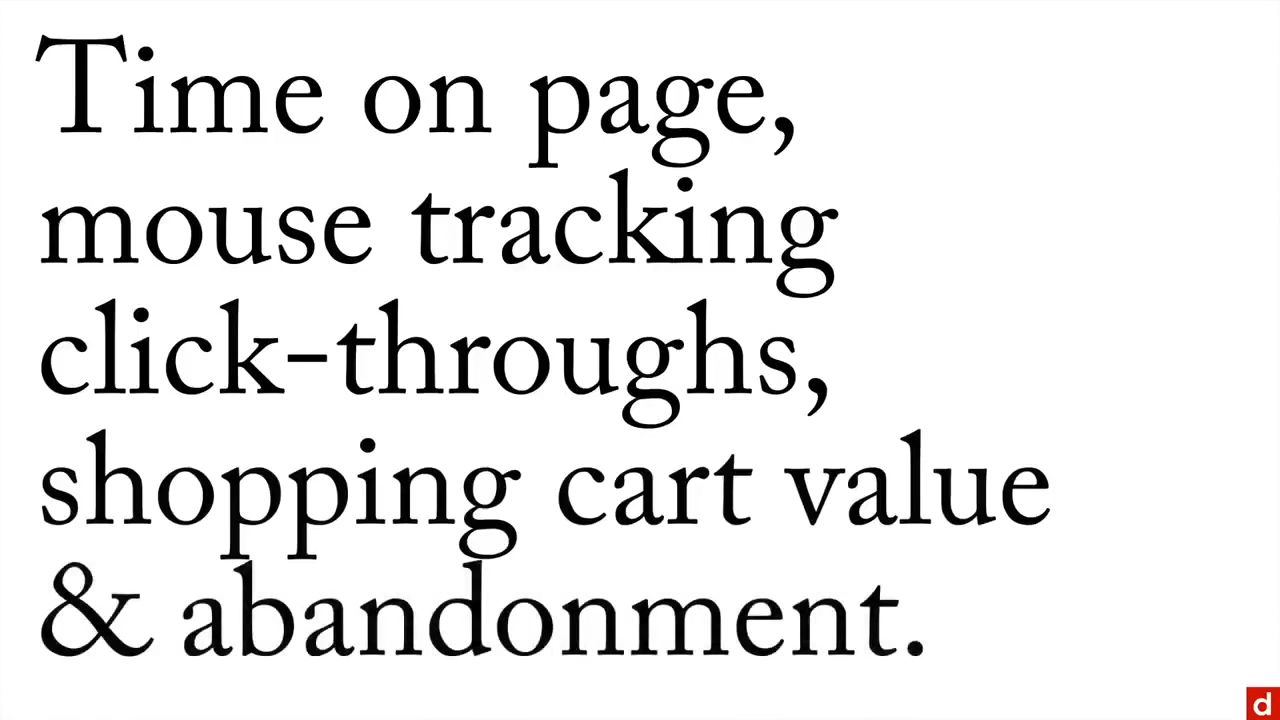 Time on page,
mouse tracking
click-throughs,
shopping cart value
& abandonment.
d